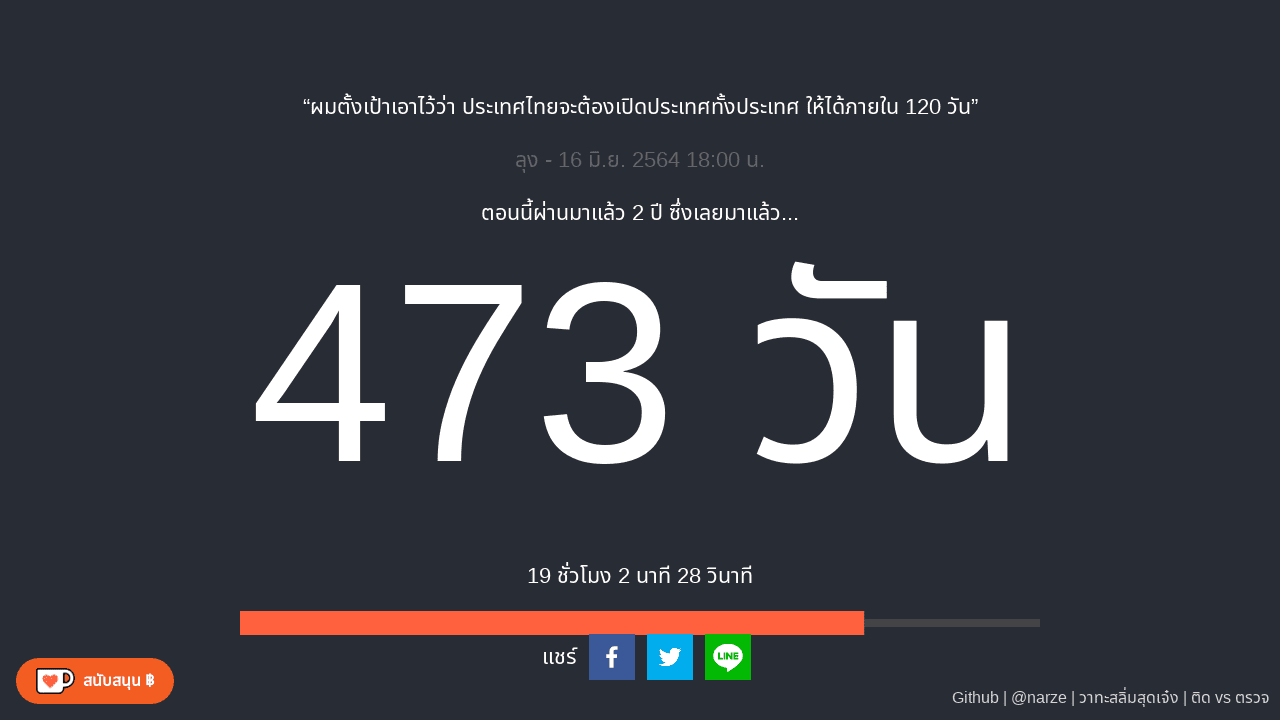 “ผมตั้งเป้าเอาไว้ว่า ประเทศไทยจะต้องเปิดประเทศทั้งประเทศ ให้ได้ภายใน 120 วัน”
ลุง - 16 มิ.ย. 2564 18:00 น.
ตอนนี้ผ่านมาแล้ว 2 ปี ซึ่งเลยมาแล้ว...
473 วัน
19 ชั่วโมง 2 นาที 28 วินาที
แชร์
LINE
สนับสนุน ฿
Github | @narze | วาทะสลิ่มสุดเจ๋ง | ติด vs ตรวจ